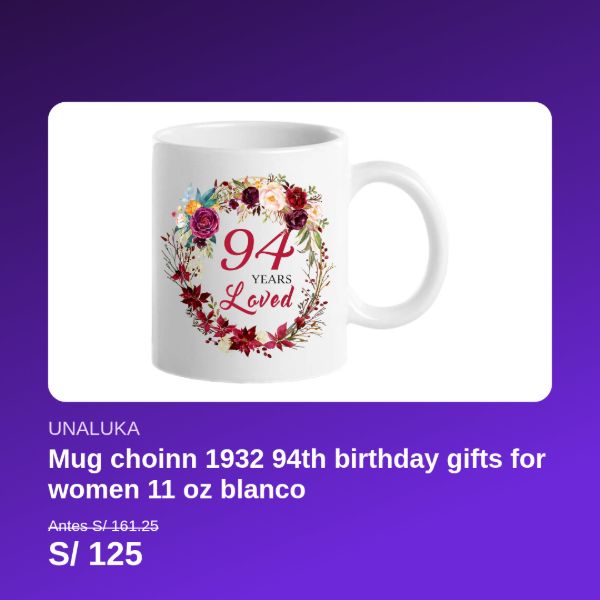 94
YEARS
Loved
UNALUKA
Mug choinn 1932 94th birthday gifts for
women 11 oz blanco
Antes S/ 161.25
S/ 125